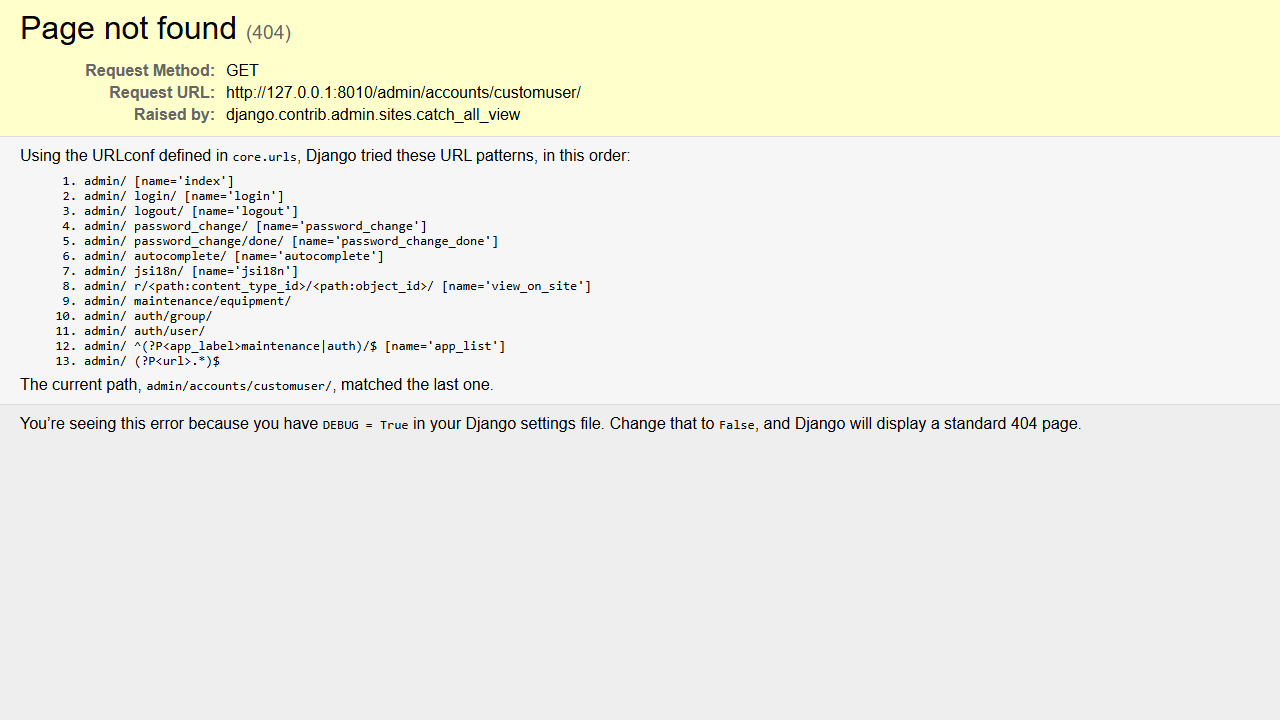 Page not found (404)
Request Method: GET
Request URL: http://127.0.0.1:8010/admin/accounts/customuser/
Raised by: django.contrib.admin.sites.catch_all_view
Using the URLconf defined in core.urls, Django tried these URL patterns, in this order:
1. admin/ [name='index']
2. admin/ login/ [name='login']
3. admin/ logout/ [name='logout']
4. admin/ password_change/ [name='password_change']
5. admin/ password_change/done/ [name='password_change_done']
6. admin/ autocomplete/ [name='autocomplete']
7. admin/ jsi18n/ [name='jsi18n']
8. admin/ r/<path:content_type_id>/<path:object_id>/ [name='view_on_site']
9. admin/ maintenance/equipment/
10. admin/ auth/group/
11. admin/ auth/user/
12. admin/ ^(?P<app_label>maintenance|auth)/$ [name='app_list']
13. admin/ (?P<url>.*)$
The current path, admin/accounts/customuser/, matched the last one.
You’re seeing this error because you have DEBUG = True in your Django settings file. Change that to False, and Django will display a standard 404 page.